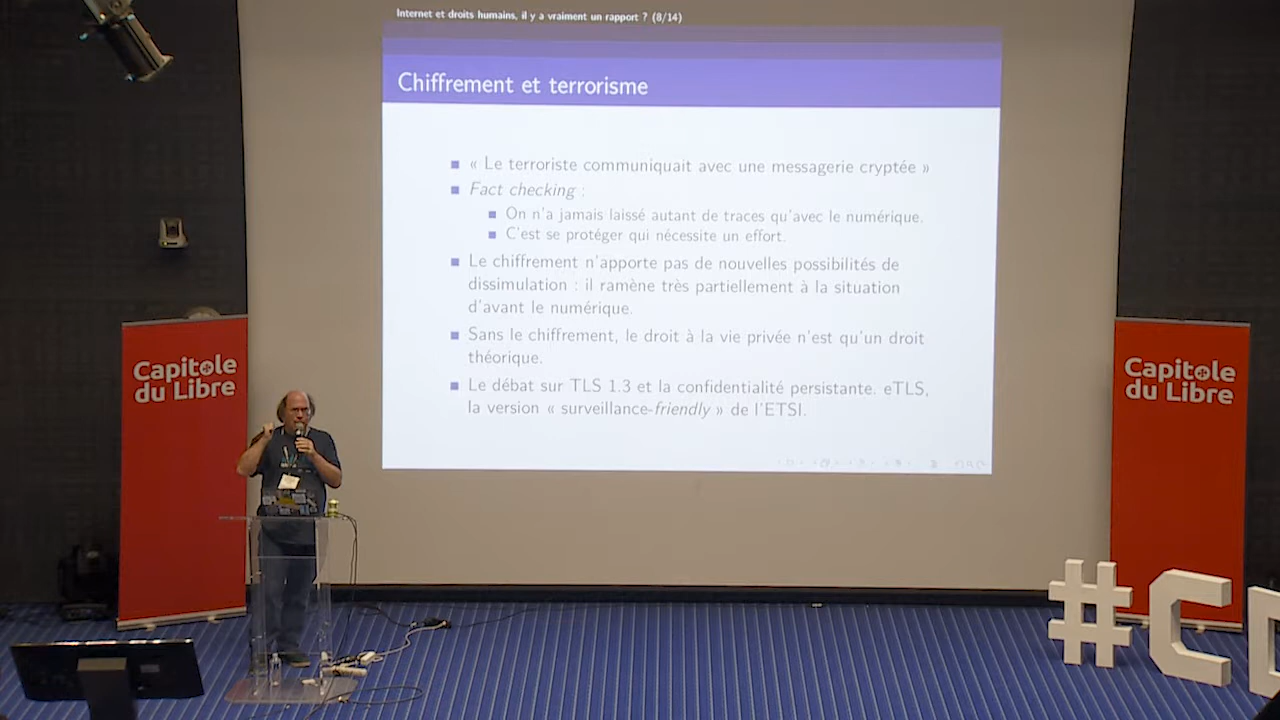 Internet et droits humains, il y a vraiment un rapport ? (8/14)
Chiffrement et terrorisme
« Le terroriste communiquait avec une messagerie cryptée »
Fact checking :
On n'a jamais laissé autant de traces qu'avec le numérique.
C'est se protéger qui nécessite un effort.
Le chiffrement n'apporte pas de nouvelles possibilités de
dissimulation : il ramène très partiellement à la situation
d'avant le numérique.
Sans le chiffrement, le droit à la vie privée n'est qu'un droit
théorique.
Le débat sur TLS 1.3 et la confidentialité persistante. eTLS,
la version « surveillance-friendly » de l'ETSI.
Capitole
du Libre
Capitole
du Libre
#C